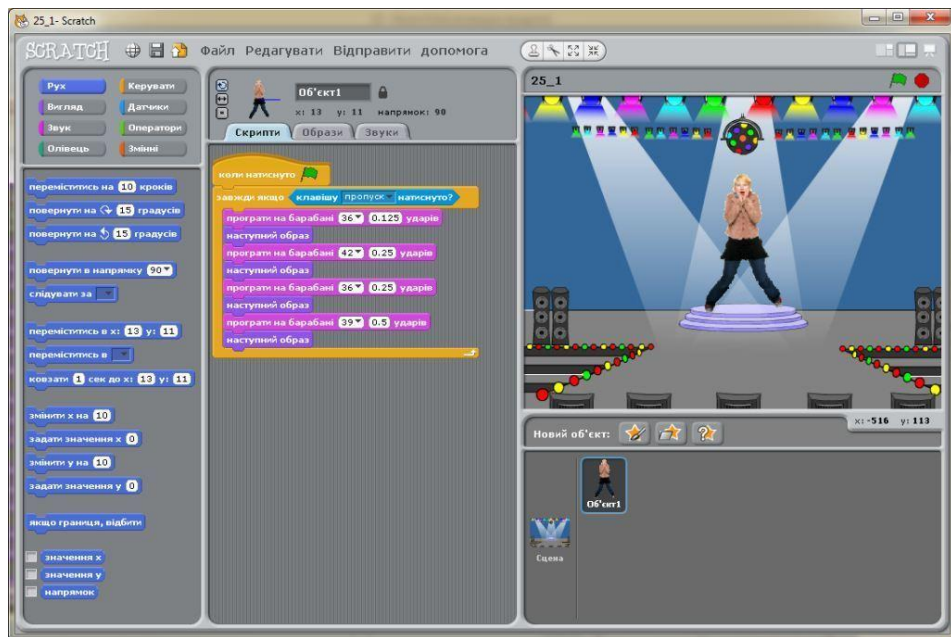 25_1- Scratch
SCRATCH Файл Редагувати Відправити допомога
Рух Керувати
Вигляд Датчики
Звук Оператори
Олівець Змінні
переміститись на 10 кроків
повернути на 15 градусів
повернути на 15 градусів
повернути в напрямку 90
слідувати за
переміститись в x: 13 y: 11
переміститись в
ковзати 1 сек до x: 13 y: 11
змінити x на 10
задати значення x 0
змінити y на 10
задати значення y 0
якщо границя, відбити
значення x
значення y
напрямок
Об'єкт1
x: 13 y: 11 напрямок: 90
Скрипти Образи Звуки
коли натиснуто
завжди якщо клавішу пропуск натиснуто?
програти на барабані 36 0.125 ударів
наступний образ
програти на барабані 42 0.25 ударів
наступний образ
програти на барабані 36 0.25 ударів
наступний образ
програти на барабані 39 0.5 ударів
наступний образ
25_1
x: -516 y: 113
Новий об'єкт:
Об'єкт1
Сцена